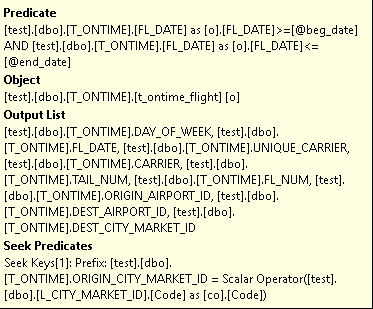 Predicate
[test].[dbo].[T_ONTIME].[FL_DATE] as [o].[FL_DATE]>=[@beg_date]
AND [test].[dbo].[T_ONTIME].[FL_DATE] as [o].[FL_DATE]<=
[@end_date]
Object
[test].[dbo].[T_ONTIME].[t_ontime_flight] [o]
Output List
[test].[dbo].[T_ONTIME].DAY_OF_WEEK, [test].[dbo].
[T_ONTIME].FL_DATE, [test].[dbo].[T_ONTIME].UNIQUE_CARRIER,
[test].[dbo].[T_ONTIME].CARRIER, [test].[dbo].
[T_ONTIME].TAIL_NUM, [test].[dbo].[T_ONTIME].FL_NUM, [test].
[dbo].[T_ONTIME].ORIGIN_AIRPORT_ID, [test].[dbo].
[T_ONTIME].DEST_AIRPORT_ID, [test].[dbo].
[T_ONTIME].DEST_CITY_MARKET_ID
Seek Predicates
Seek Keys[1]: Prefix: [test].[dbo].
[T_ONTIME].ORIGIN_CITY_MARKET_ID = Scalar Operator([test].
[dbo].[L_CITY_MARKET_ID].[Code] as [co].[Code])